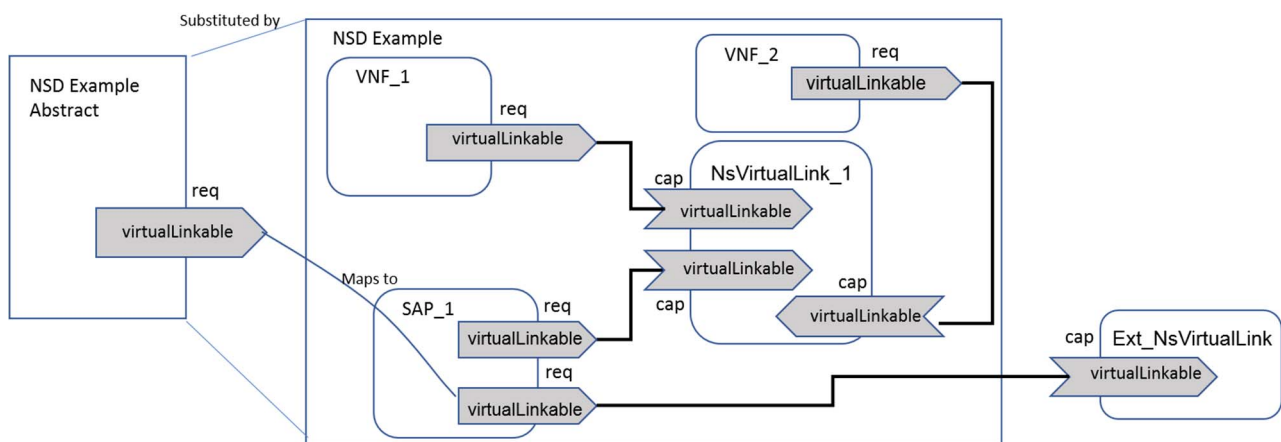 Substituted by
NSD Example
Abstract
req
virtualLinkable
NSD Example
VNF_1
req
virtualLinkable
VNF_2
req
virtualLinkable
NsVirtualLink_1
cap
virtualLinkable
virtualLinkable
cap
cap
virtualLinkable
Maps to
SAP_1
req
virtualLinkable
req
virtualLinkable
cap
Ext_NsVirtualLink
virtualLinkable